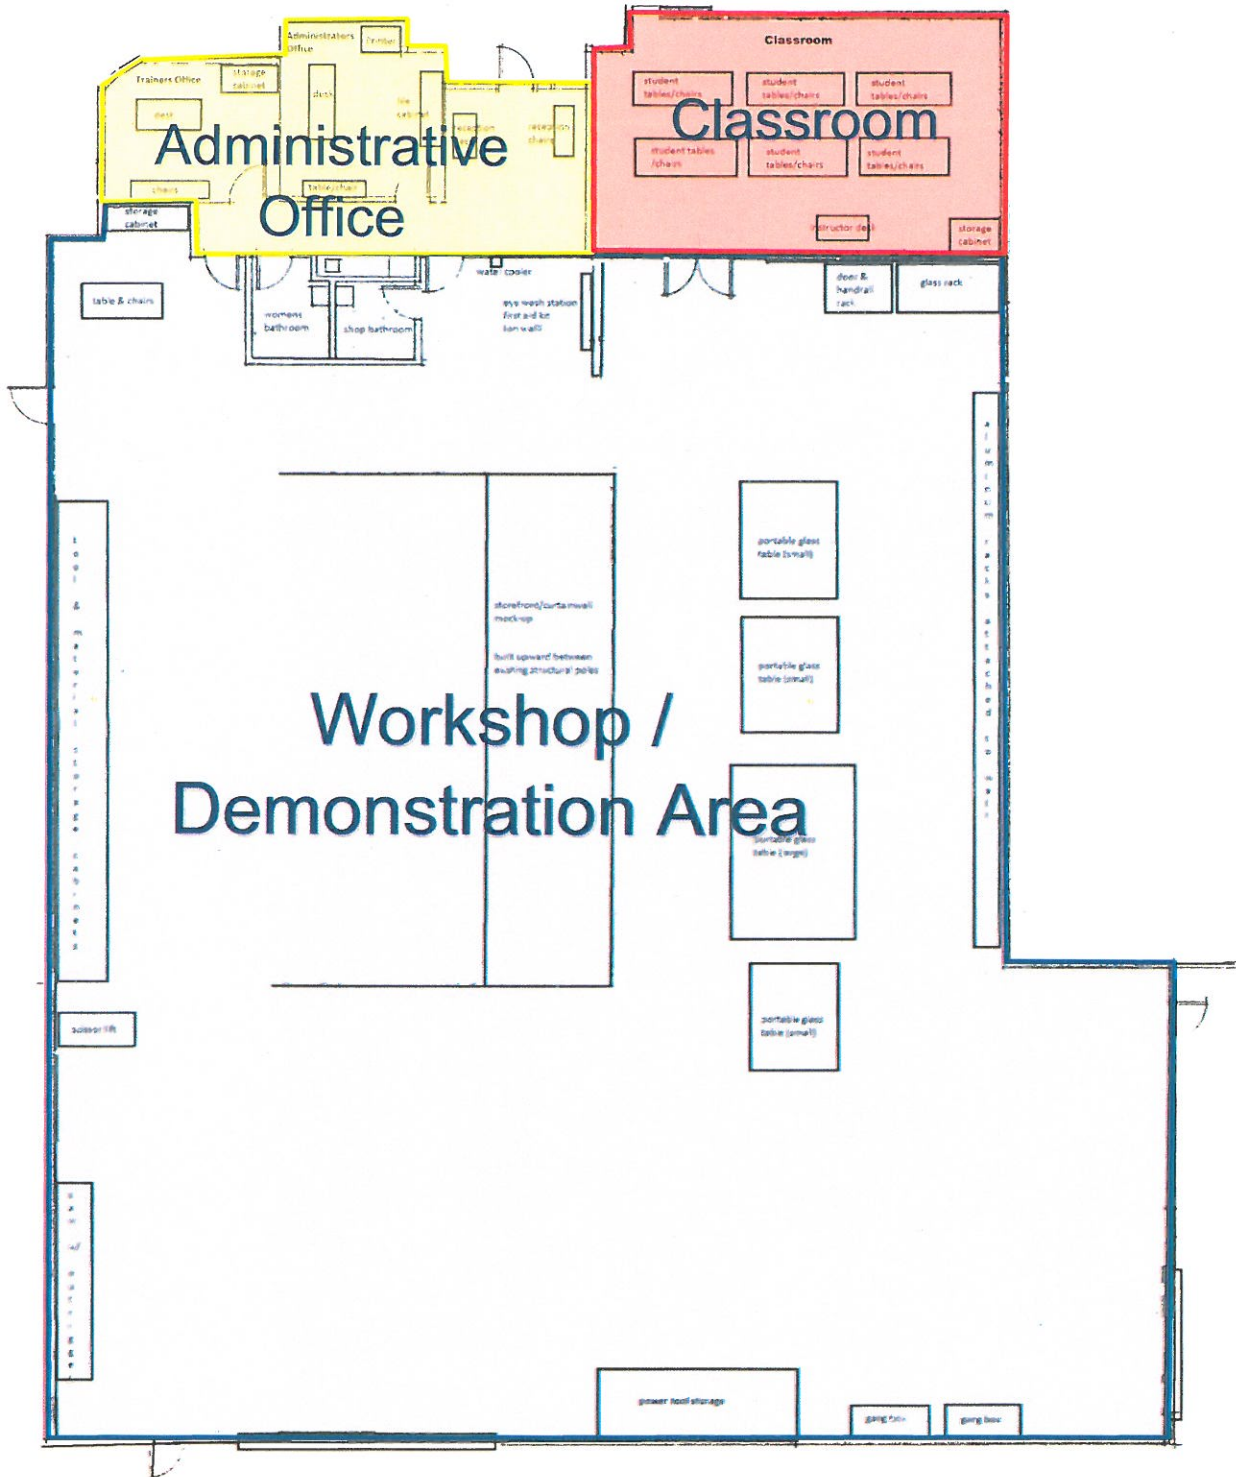 Administrators
Office
Printer
Classroom
Trainers Office
storage
cabinet
desk
file
cabinet
desk
reception
reception
chairs
student
tables/chairs
student
tables/chairs
student
tables/chairs
Classroom
Administrative
Office
student tables
/chairs
student
tables/chairs
student
tables/chairs
chairs
table/chair
storage
cabinet
instructor desk
storage
cabinet
table & chairs
womens
bathroom
shop bathroom
water cooler
eye wash station
first aid kit
(on wall)
door &
handrail
rack
glass rack
aluminum racks attached to wall
tool & material storage cabinets
storefront/curtainwall
mock-up
built upward between
existing structural poles
portable glass
table (small)
portable glass
table (small)
Workshop /
Demonstration Area
portable glass
table (large)
portable glass
table (small)
scissor lift
power tool storage
gang box
gang box